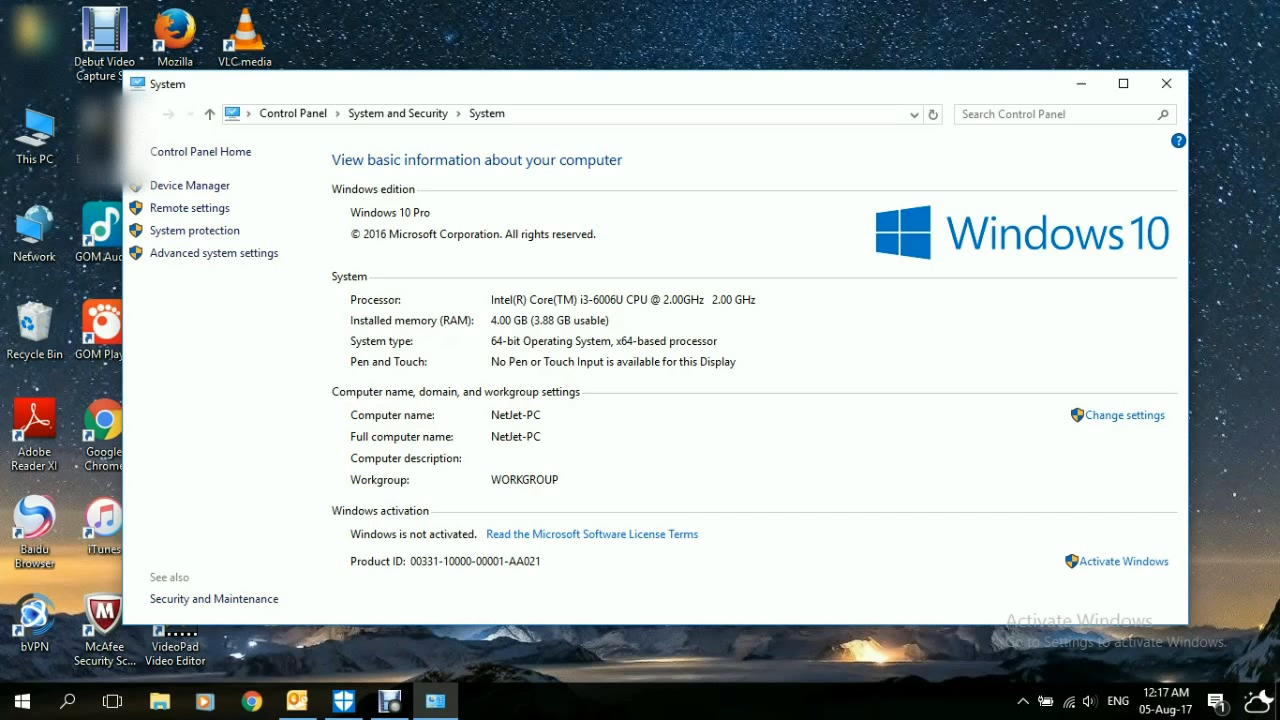 Debut Video
Capture S
Mozilla
VLC media
System
Control Panel
System and Security
System
Search Control Panel
This PC
Control Panel Home
View basic information about your computer
Device Manager
Windows edition
Remote settings
Windows 10 Pro
System protection
© 2016 Microsoft Corporation. All rights reserved.
Windows 10
Advanced system settings
Network
GOM Aud
System
Processor: Intel(R) Core(TM) i3-6006U CPU @ 2.00GHz 2.00 GHz
Installed memory (RAM): 4.00 GB (3.88 GB usable)
System type: 64-bit Operating System, x64-based processor
Pen and Touch: No Pen or Touch Input is available for this Display
Recycle Bin
GOM Play
Computer name, domain, and workgroup settings
Computer name: NetJet-PC
Change settings
Full computer name: NetJet-PC
Computer description:
Workgroup: WORKGROUP
Adobe
Reader XI
Google
Chrome
Windows activation
Windows is not activated. Read the Microsoft Software License Terms
Product ID: 00331-10000-00001-AA021
Activate Windows
Baidu
Browser
iTunes
See also
Security and Maintenance
Activate Windows
Go to Settings to activate Windows.
bVPN
McAfee
Security Sc...
VideoPad
Video Editor
ENG
12:17 AM
05-Aug-17
1